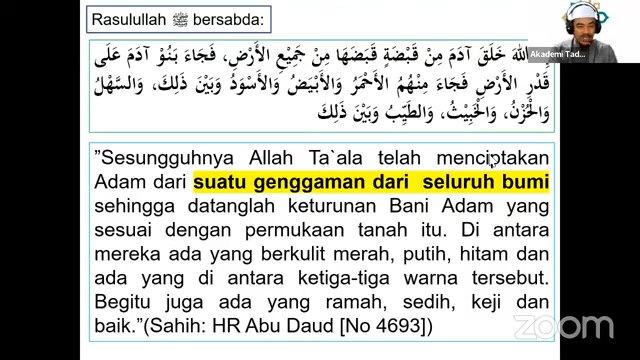 Rasulullah ﷺ bersabda:
اللهَ خَلَقَ آدَمَ مِنْ قَبْضَةٍ قَبَضَهَا مِنْ جَمِيْعِ الأَرْضِ، فَجَاءَ بَنُوْ آدَمَ عَلَى
قَدْرِ الأَرْضِ فَجَاءَ مِنْهُمُ الأَحْمَرُ وَالأَبْيَضُ وَالأَسْوَدُ وَبَيْنَ ذَلِكَ، وَالسَّهْلُ
وَالْحَزْنُ، وَالْخَبِيْثُ، وَالطَّيِّبُ وَبَيْنَ ذَلِكَ
”Sesungguhnya Allah Ta`ala telah menciptakan
Adam dari suatu genggaman dari seluruh bumi
sehingga datanglah keturunan Bani Adam yang
sesuai dengan permukaan tanah itu. Di antara
mereka ada yang berkulit merah, putih, hitam dan
ada yang di antara ketiga-tiga warna tersebut.
Begitu juga ada yang ramah, sedih, keji dan
baik.”(Sahih: HR Abu Daud [No 4693])
Akademi Tad...
zoom